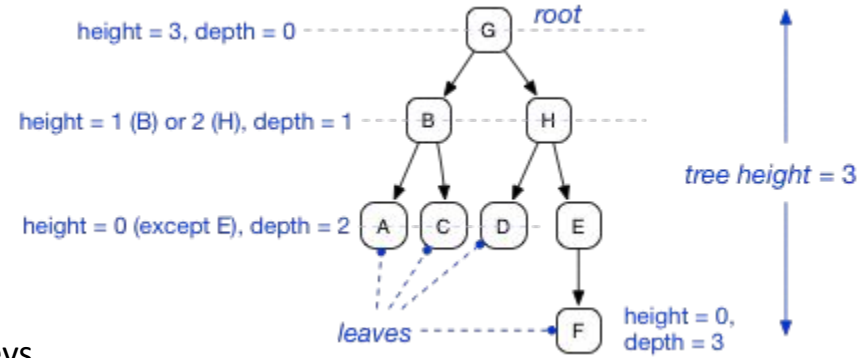 root
height = 3, depth = 0
G
height = 1 (B) or 2 (H), depth = 1
B
H
tree height = 3
height = 0 (except E), depth = 2
A
C
D
E
leaves
F
height = 0,
depth = 3